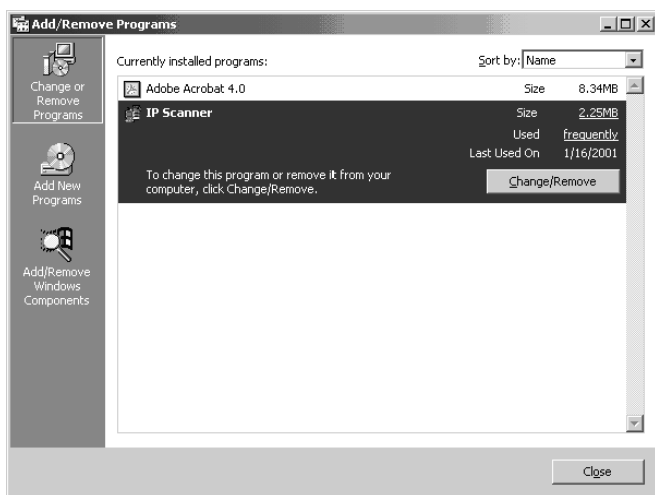 Add/Remove Programs
Change or
Remove
Programs
Add New
Programs
Add/Remove
Windows
Components
Currently installed programs:
Sort by: Name
Adobe Acrobat 4.0 Size 8.34MB
IP Scanner Size 2.25MB
Used frequently
Last Used On 1/16/2001
To change this program or remove it from your
computer, click Change/Remove.
Change/Remove
Close